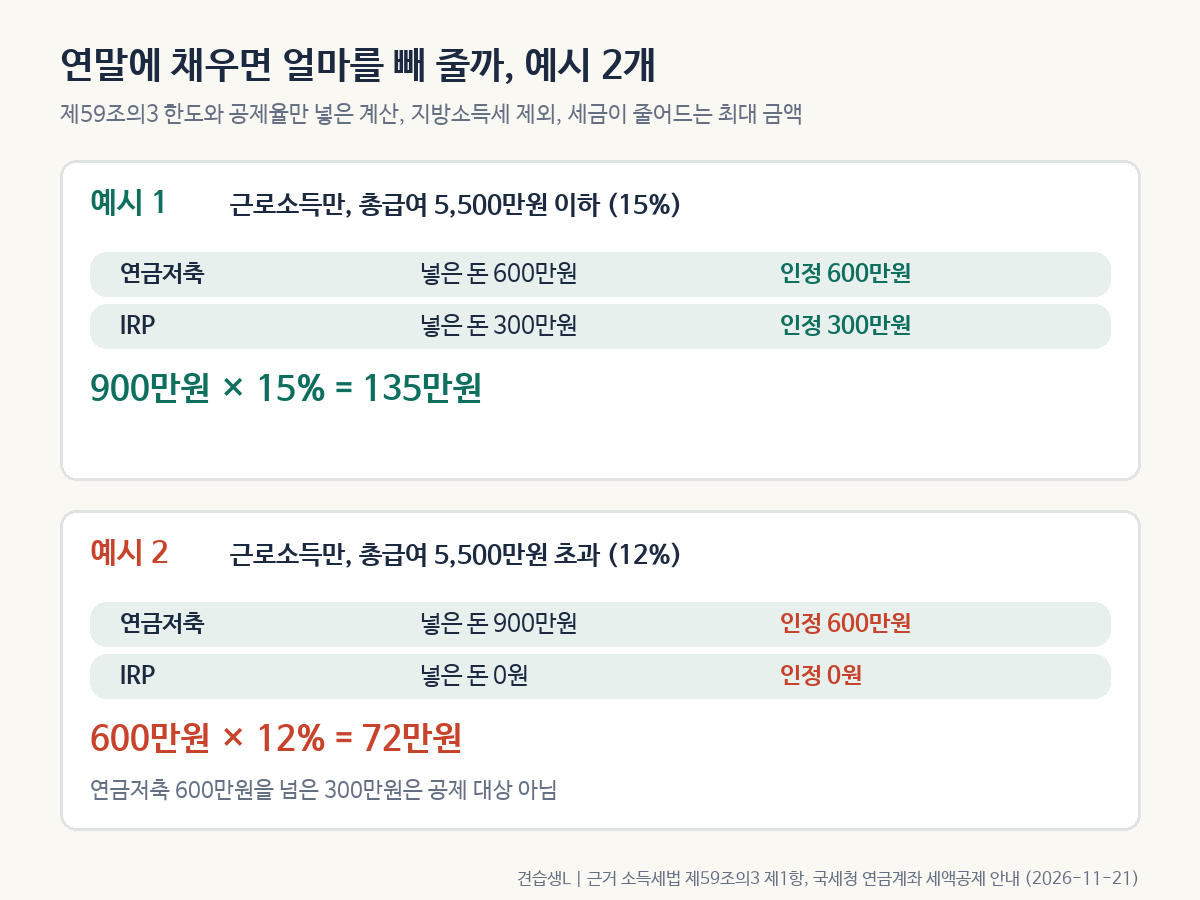 연말에 채우면 얼마를 빼 줄까, 예시 2개
제59조의3 한도와 공제율만 넣은 계산, 지방소득세 제외, 세금이 줄어드는 최대 금액
예시 1 근로소득만, 총급여 5,500만원 이하 (15%)
연금저축 넣은 돈 600만원 인정 600만원
IRP 넣은 돈 300만원 인정 300만원
900만원 × 15% = 135만원
예시 2 근로소득만, 총급여 5,500만원 초과 (12%)
연금저축 넣은 돈 900만원 인정 600만원
IRP 넣은 돈 0원 인정 0원
600만원 × 12% = 72만원
연금저축 600만원을 넘은 300만원은 공제 대상 아님
견습생L | 근거 소득세법 제59조의3 제1항, 국세청 연금계좌 세액공제 안내 (2026-11-21)